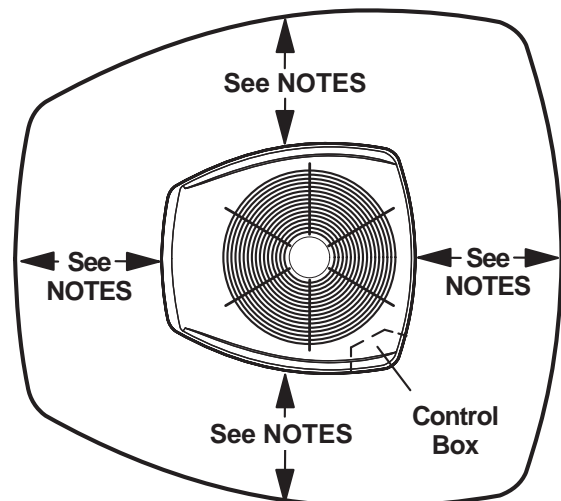 See NOTES
See
NOTES
See
NOTES
See NOTES
Control
Box